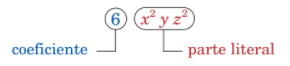 6 x² y z²
coeficiente parte literal